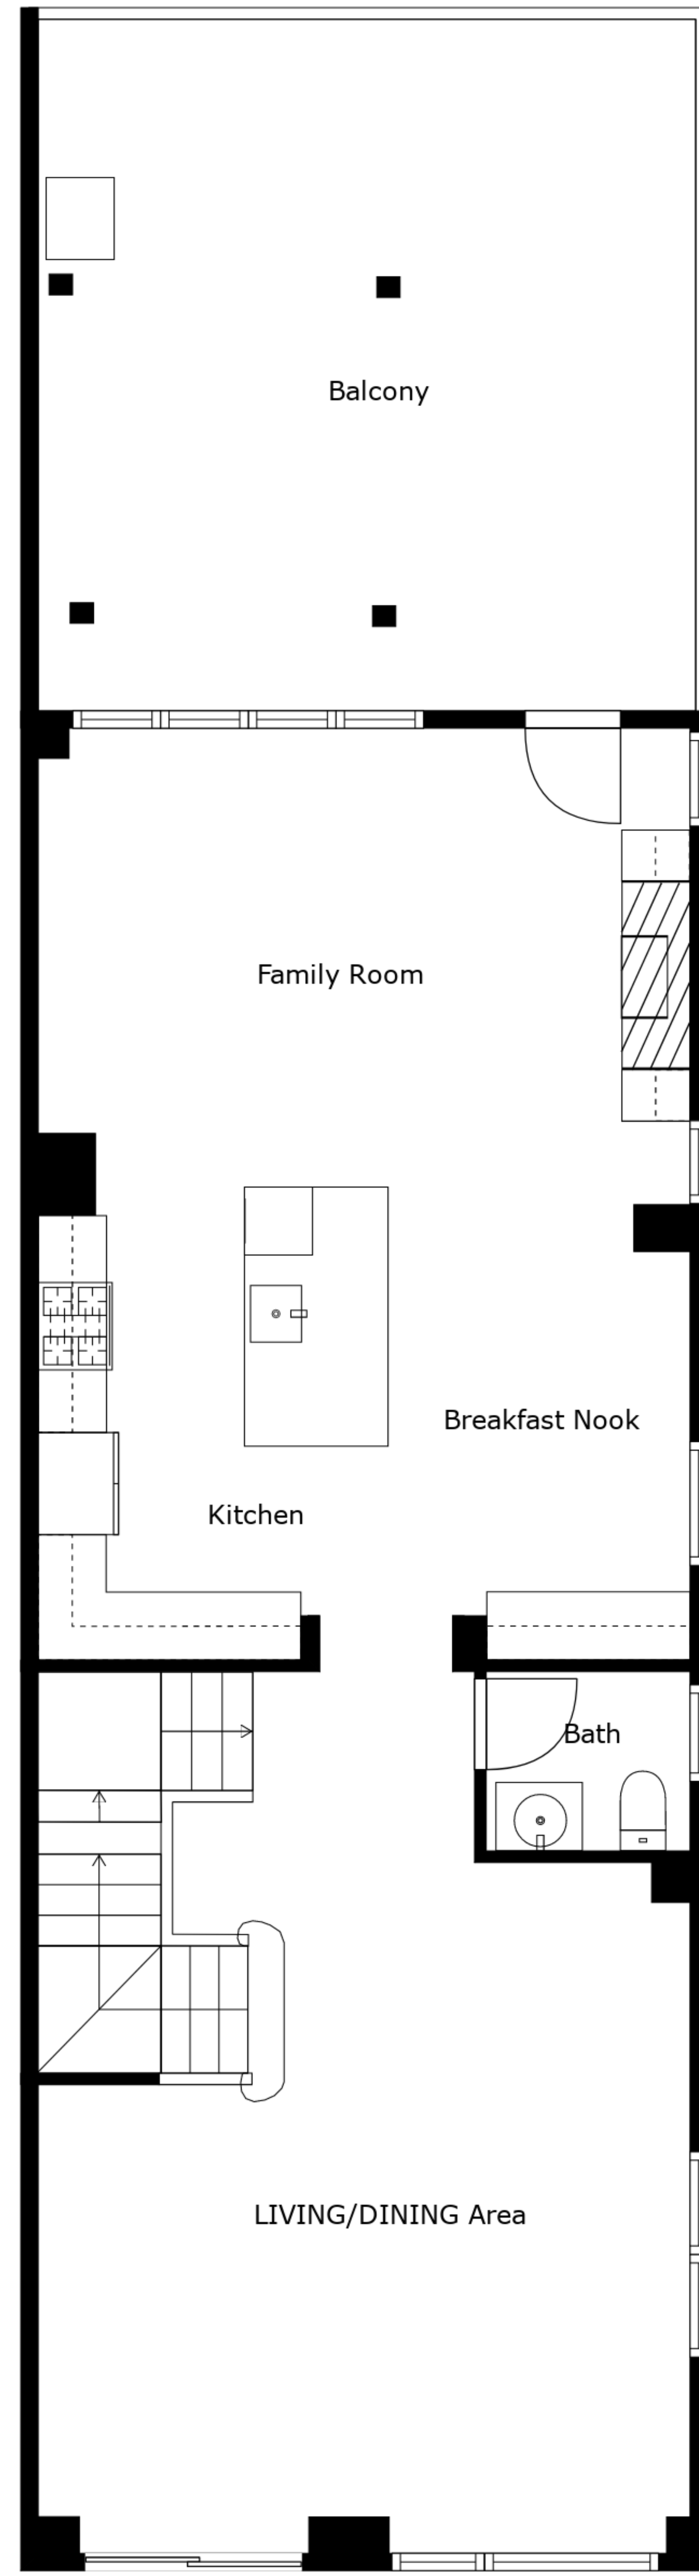 Balcony
Family Room
Breakfast Nook
Kitchen
Bath
LIVING/DINING Area